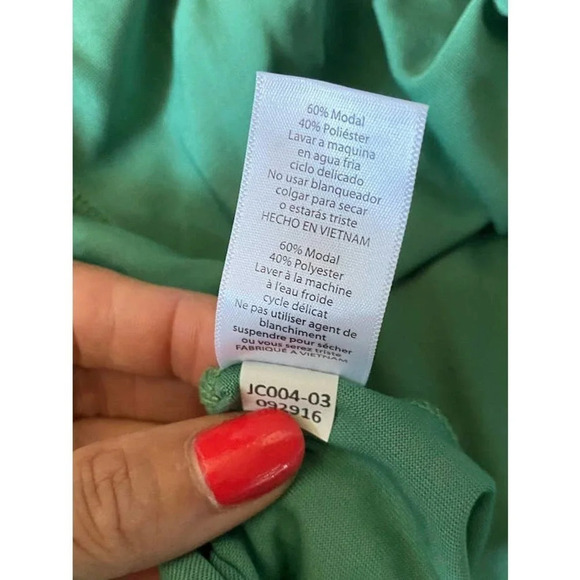 60% Modal
40% Poliéster
Lavar a maquina
en agua fria
ciclo delicado
No usar blanqueador
colgar para secar
o estarás triste
HECHO EN VIETNAM
60% Modal
40% Polyester
Laver à la machine
à l'eau froide
cycle délicat
Ne pas utiliser agent de
blanchiment
suspendre pour sécher
ou vous serez triste
FABRIQUÉ A VIETNAM
JC004-03
092916